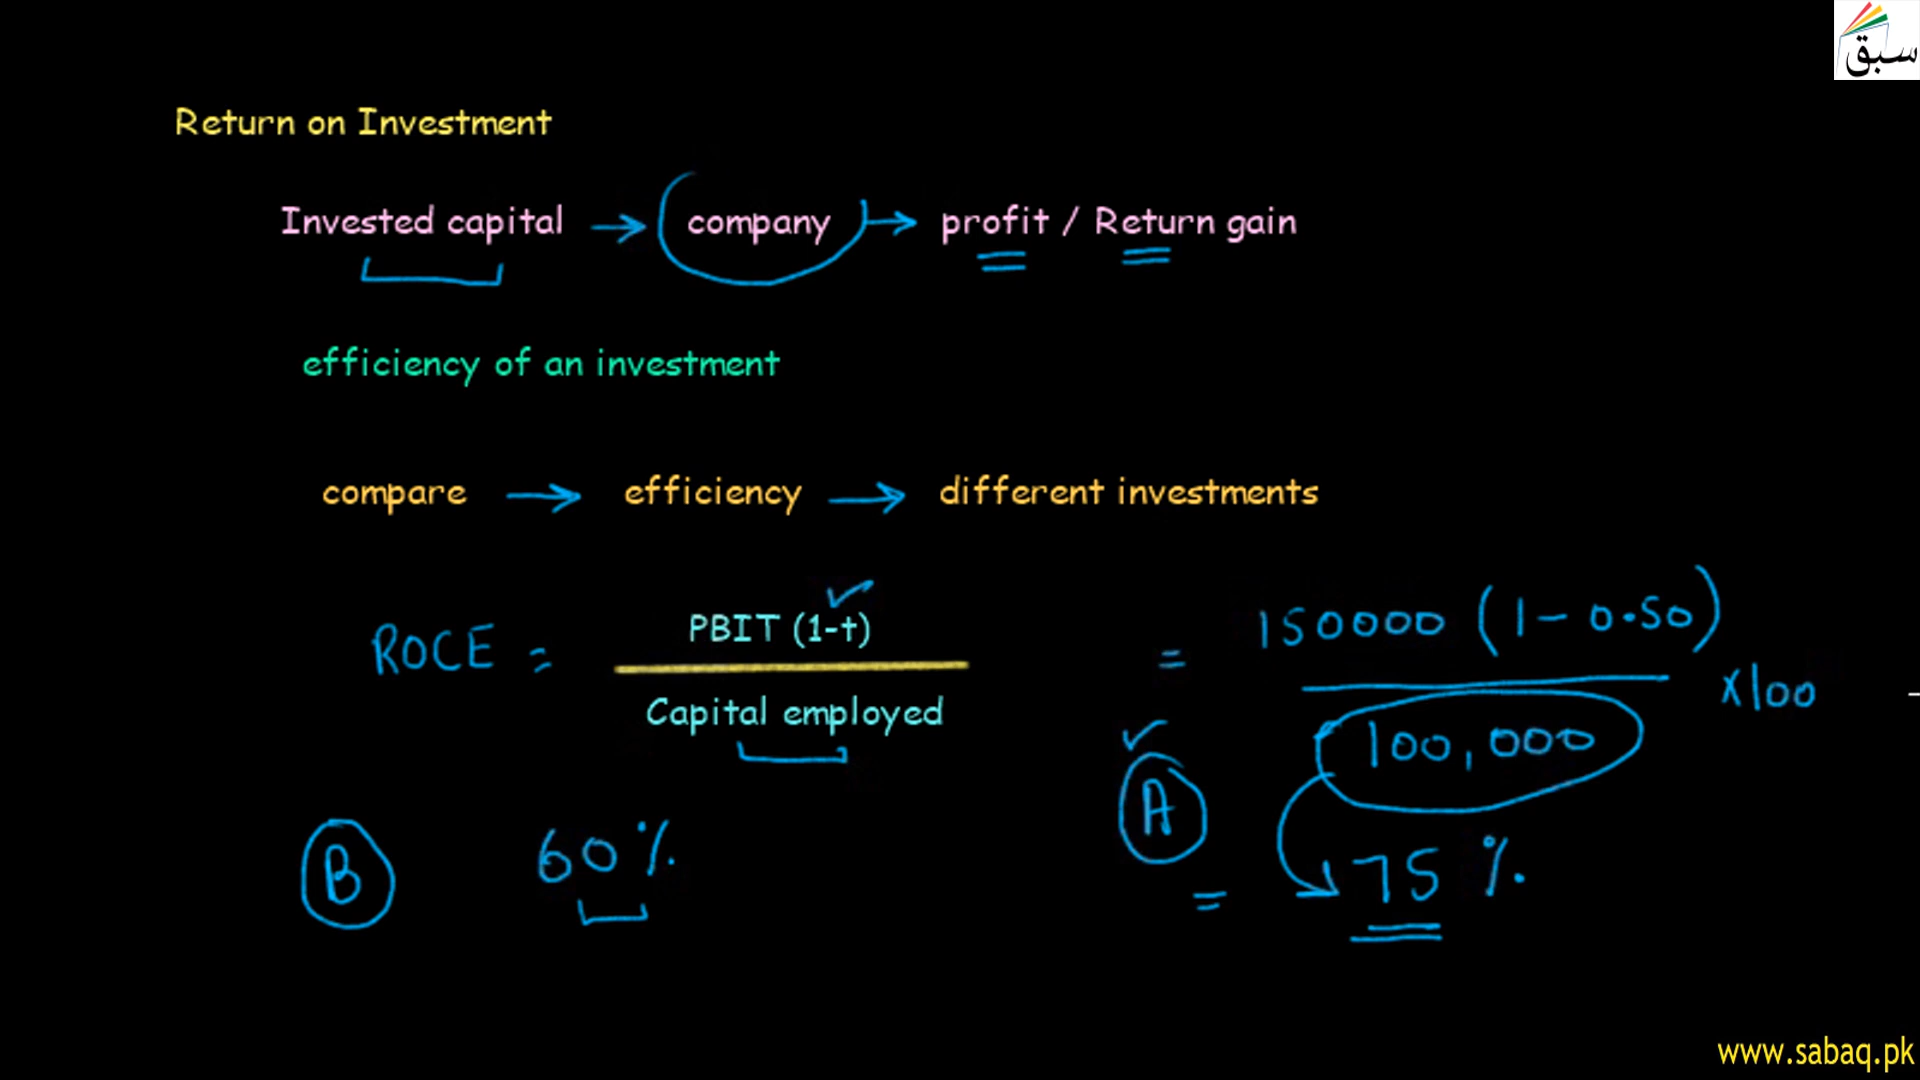 سبق
Return on Investment
Invested capital → company → profit / Return gain
efficiency of an investment
compare → efficiency → different investments
ROCE = PBIT (1-t) = 150000 (1-0.50)
Capital employed 100,000 x100
B 60% A = 75%
www.sabaq.pk